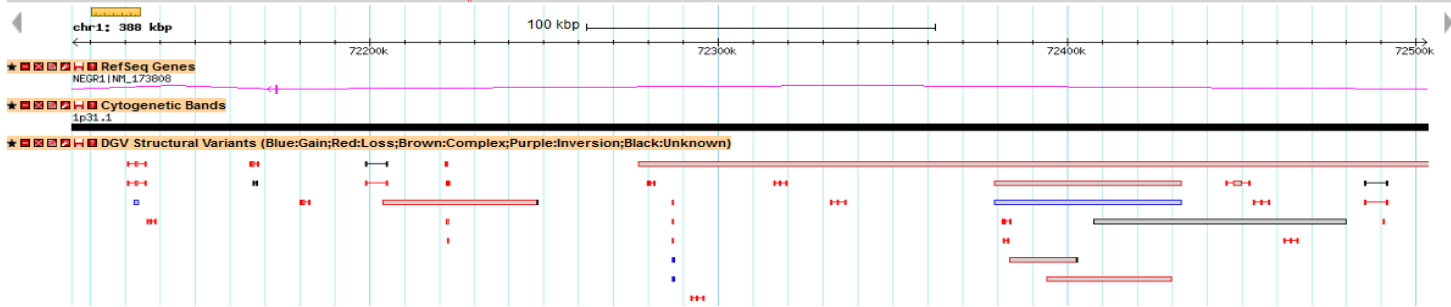 100 kbp
chr1: 388 kbp
72200k 72300k 72400k 72500k
RefSeq Genes
NEGR1|NM_173808
Cytogenetic Bands
1p31.1
DGV Structural Variants (Blue:Gain;Red:Loss;Brown:Complex;Purple:Inversion;Black:Unknown)